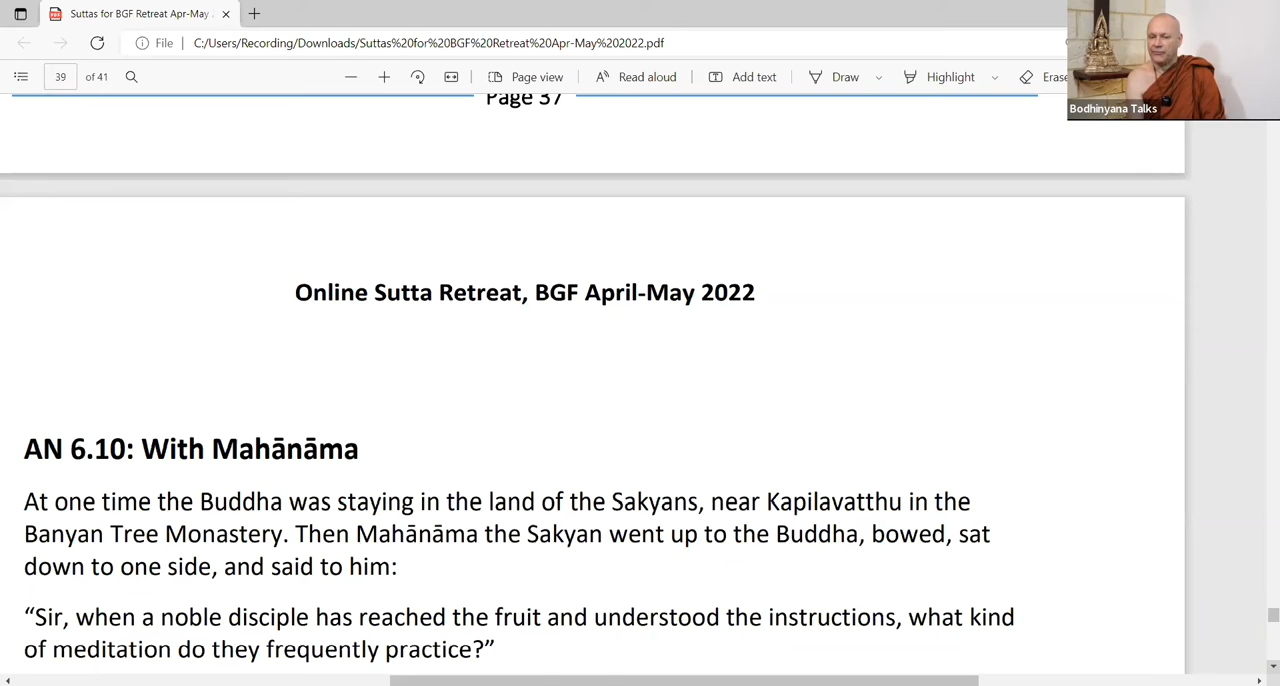 Suttas for BGF Retreat Apr-May
File C:/Users/Recording/Downloads/Suttas%20for%20BGF%20Retreat%20Apr-May%202022.pdf
39 of 41 Page view Read aloud Add text Draw Highlight Erase
Bodhinyana Talks
Page 37
Online Sutta Retreat, BGF April-May 2022
AN 6.10: With Mahānāma
At one time the Buddha was staying in the land of the Sakyans, near Kapilavatthu in the
Banyan Tree Monastery. Then Mahānāma the Sakyan went up to the Buddha, bowed, sat
down to one side, and said to him:
“Sir, when a noble disciple has reached the fruit and understood the instructions, what kind
of meditation do they frequently practice?”